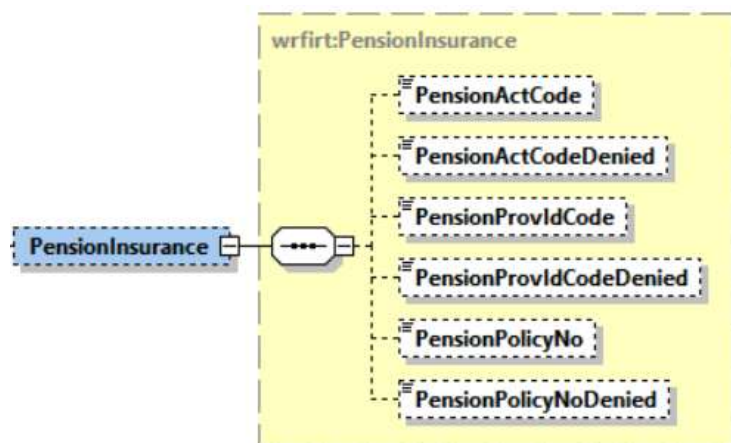 wrfirt:PensionInsurance
PensionActCode
PensionActCodeDenied
PensionProvIdCode
PensionInsurance
PensionProvIdCodeDenied
PensionPolicyNo
PensionPolicyNoDenied